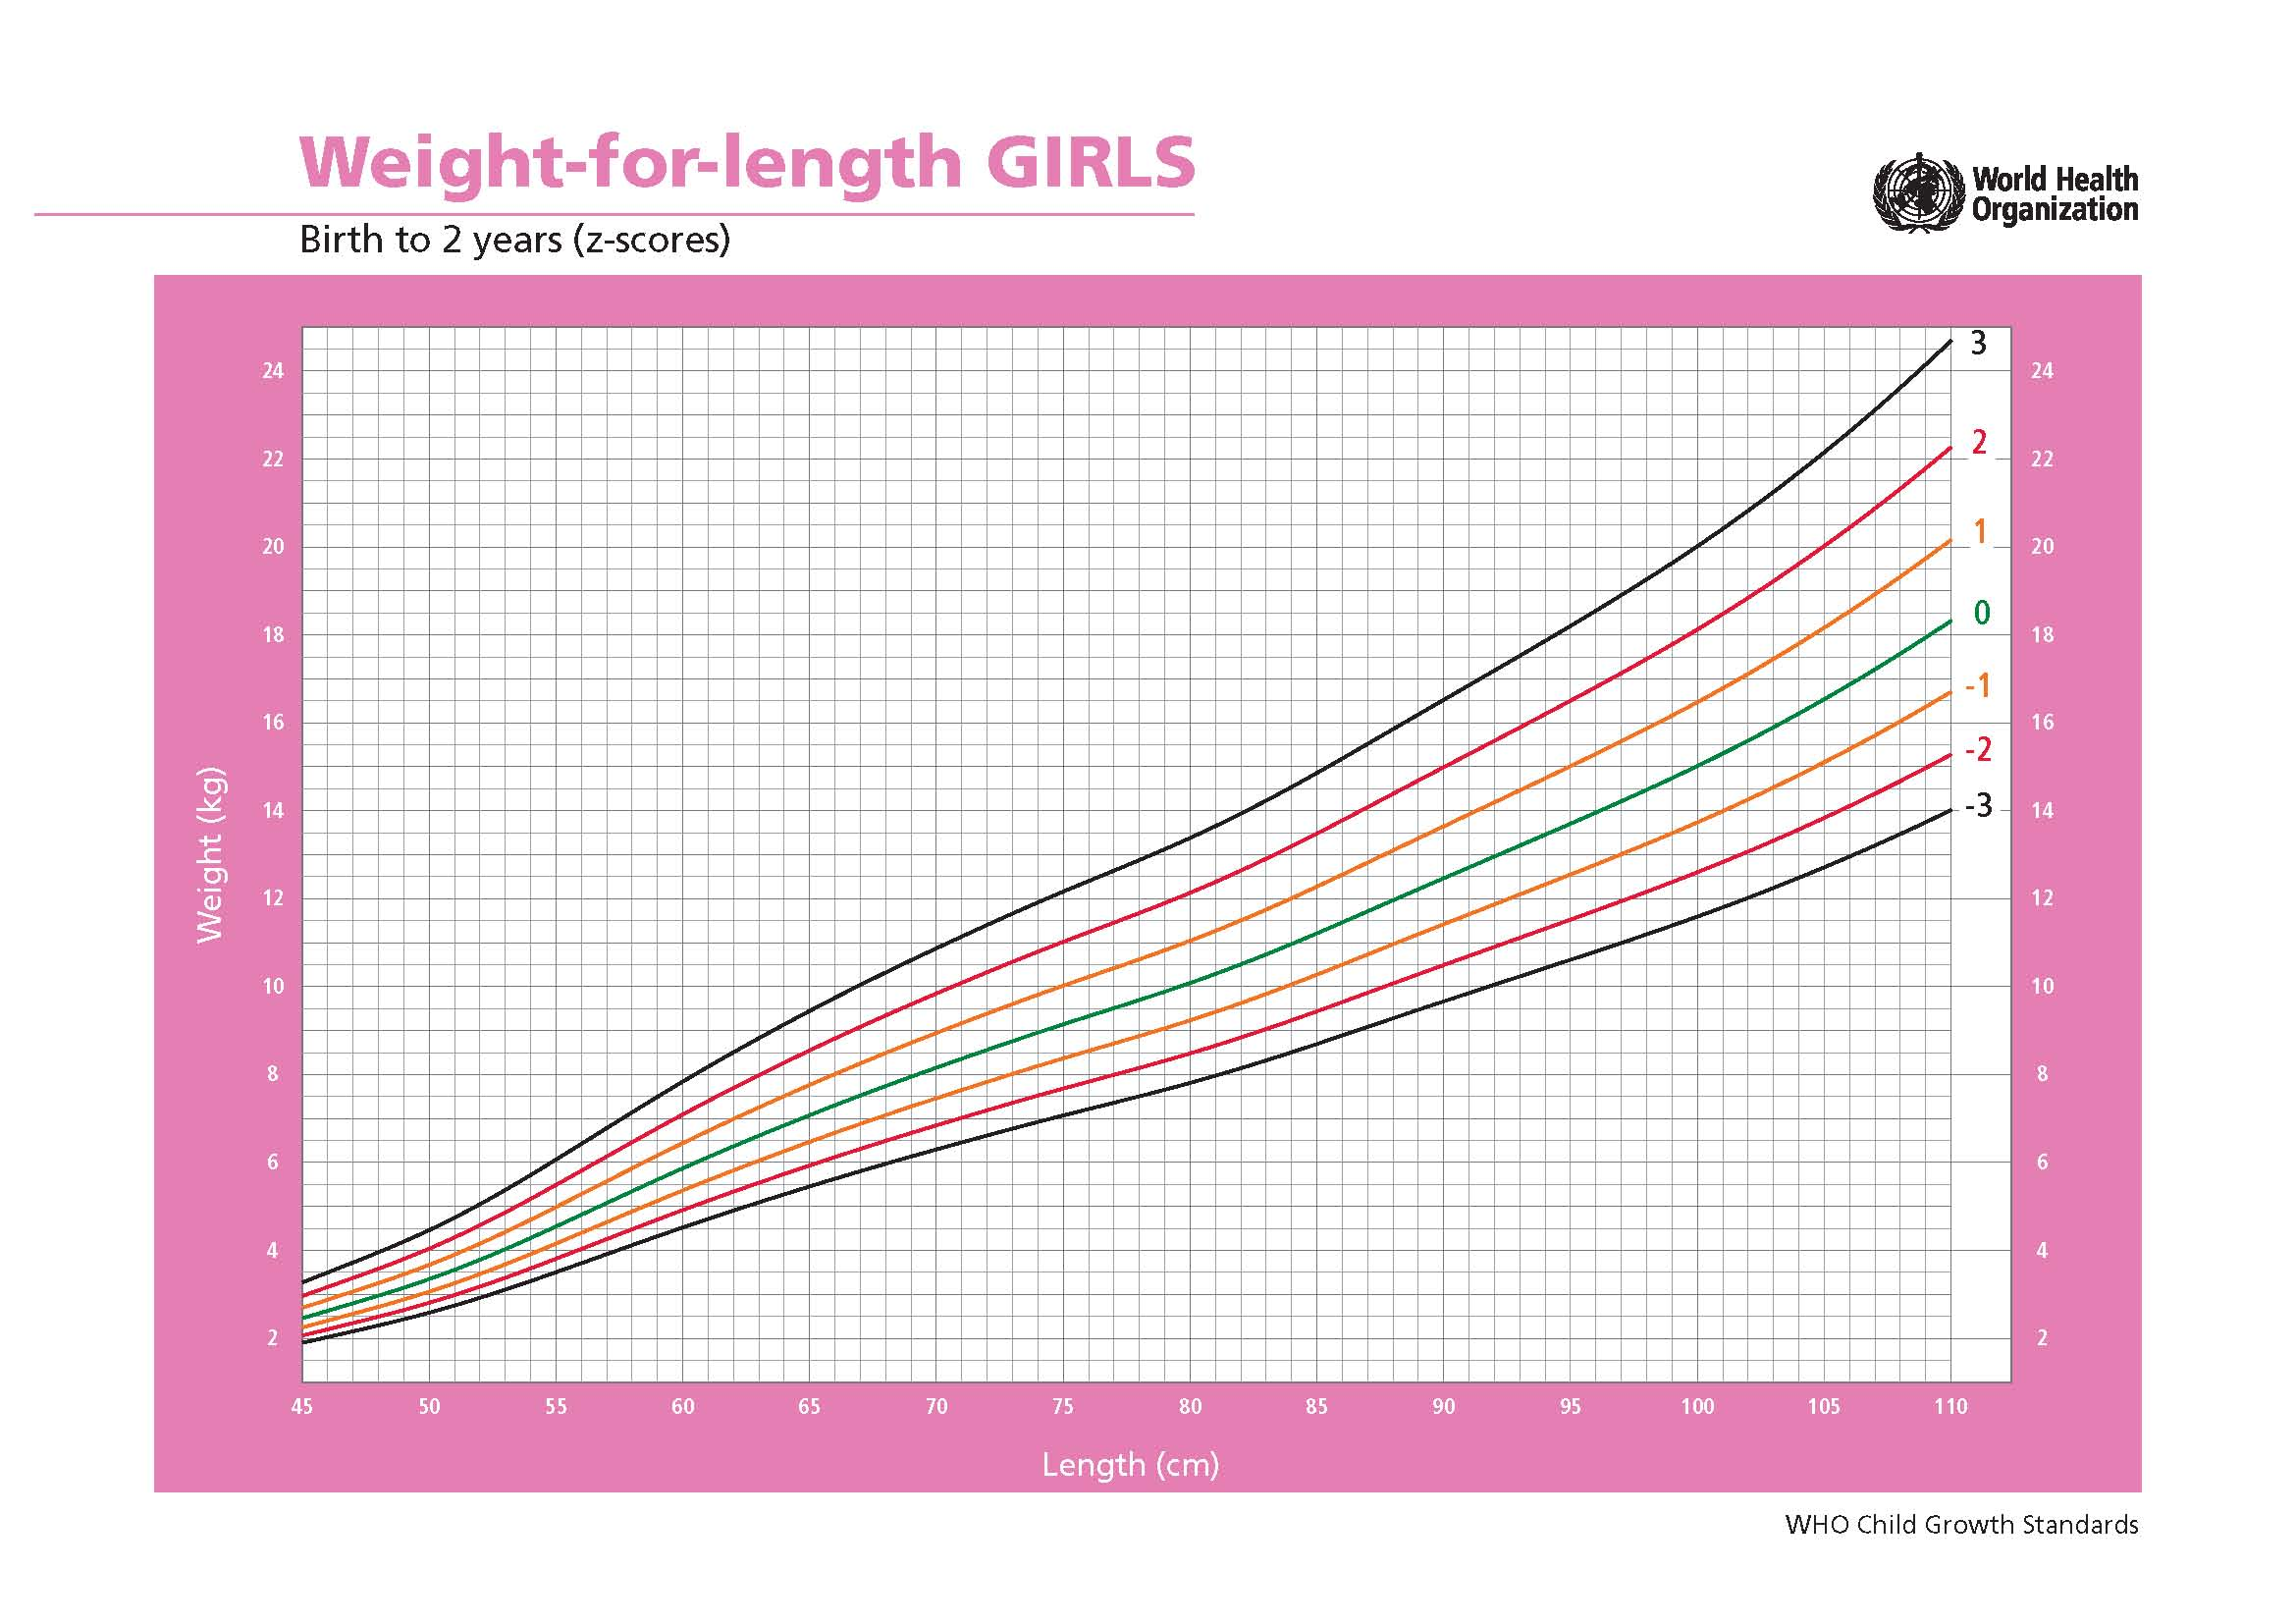 Weight-for-length GIRLS
Birth to 2 years (z-scores)
World Health
Organization
3
24 24
2
22 22
1
20 20
0
18 18
-1
16 16
-2
-3
14 14
Weight (kg)
12 12
10 10
8 8
6 6
4 4
2 2
45 50 55 60 65 70 75 80 85 90 95 100 105 110
Length (cm)
WHO Child Growth Standards